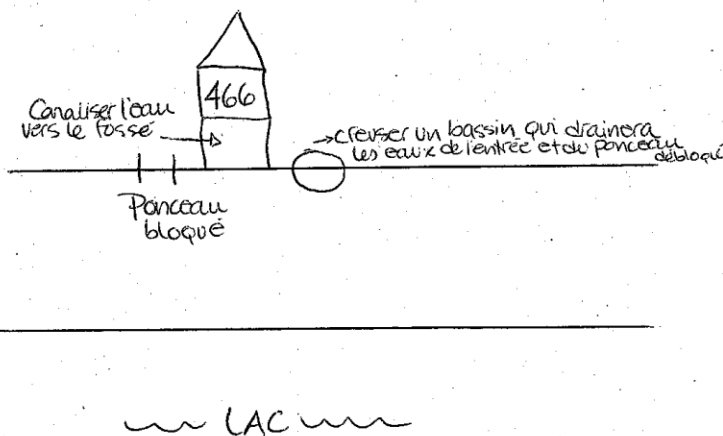 466
Canaliser l'eau
vers le fossé
→creuser un bassin qui drainera
les eaux de l'entrée et du ponceau
débloqué
Ponceau
bloqué
LAC